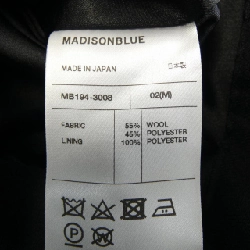 MADISONBLUE
MADE IN JAPAN 日本製
MB194-3008 02(M)
FABRIC 55% WOOL
45% POLYESTER
LINING 100% POLYESTER
P W